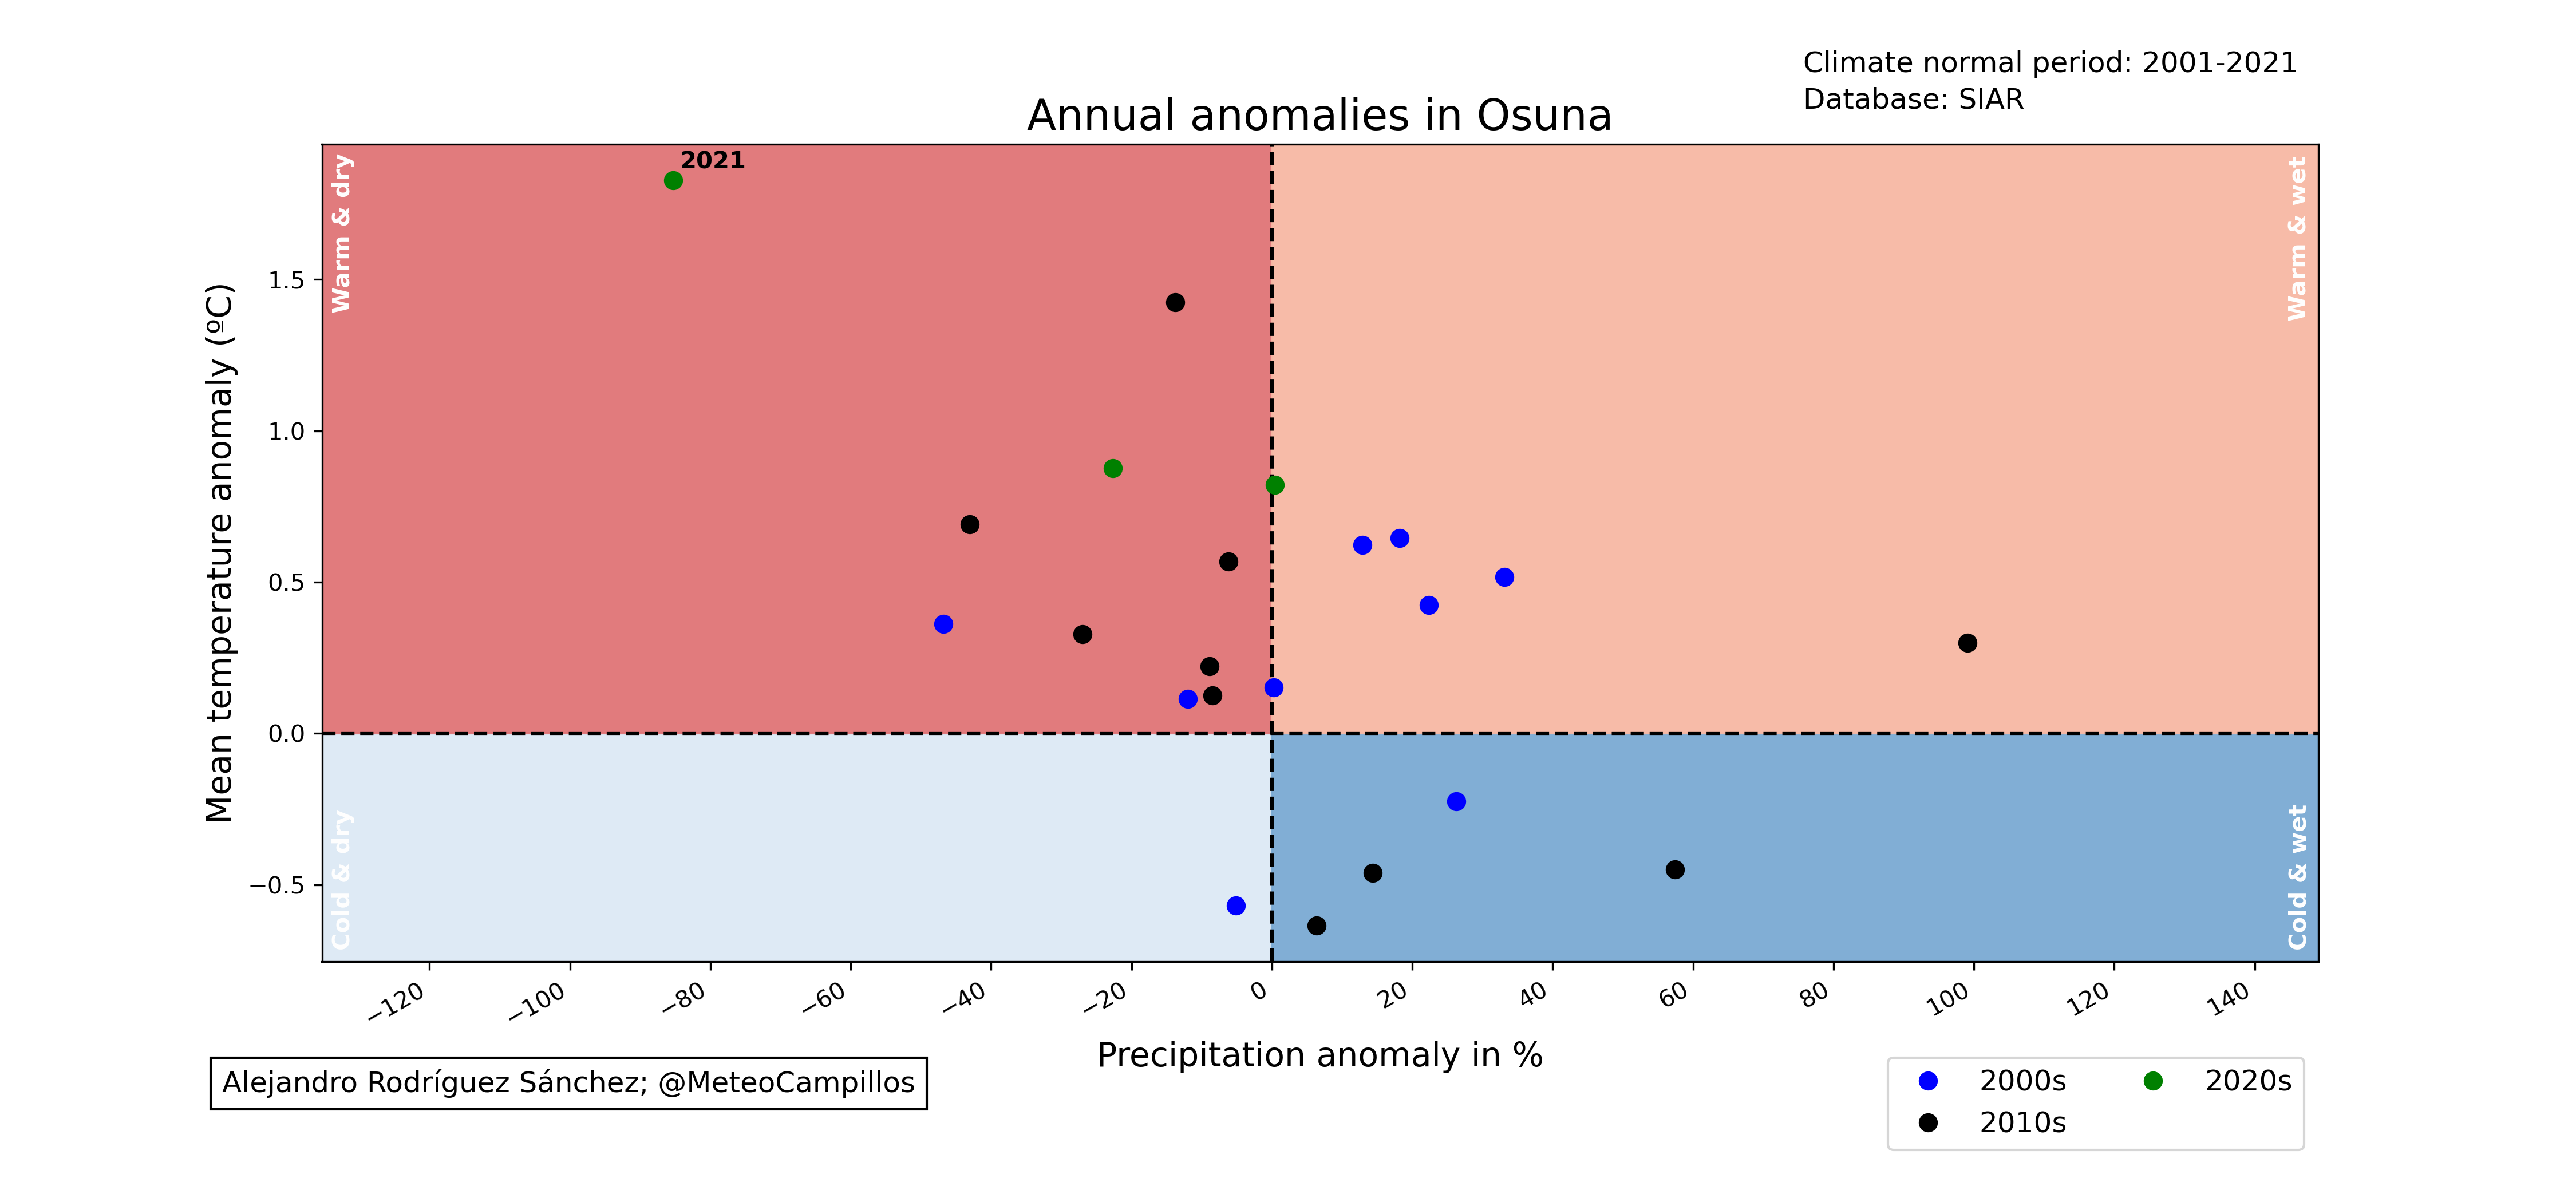 Climate normal period: 2001-2021
Database: SIAR
Annual anomalies in Osuna
2021
Warm & dry
Warm & wet
Mean temperature anomaly (ºC)
1.5
1.0
0.5
0.0
−0.5
Cold & dry
Cold & wet
−120
−100
−80
−60
−40
−20
0
20
40
60
80
100
120
140
Precipitation anomaly in %
Alejandro Rodríguez Sánchez; @MeteoCampillos
2000s
2020s
2010s